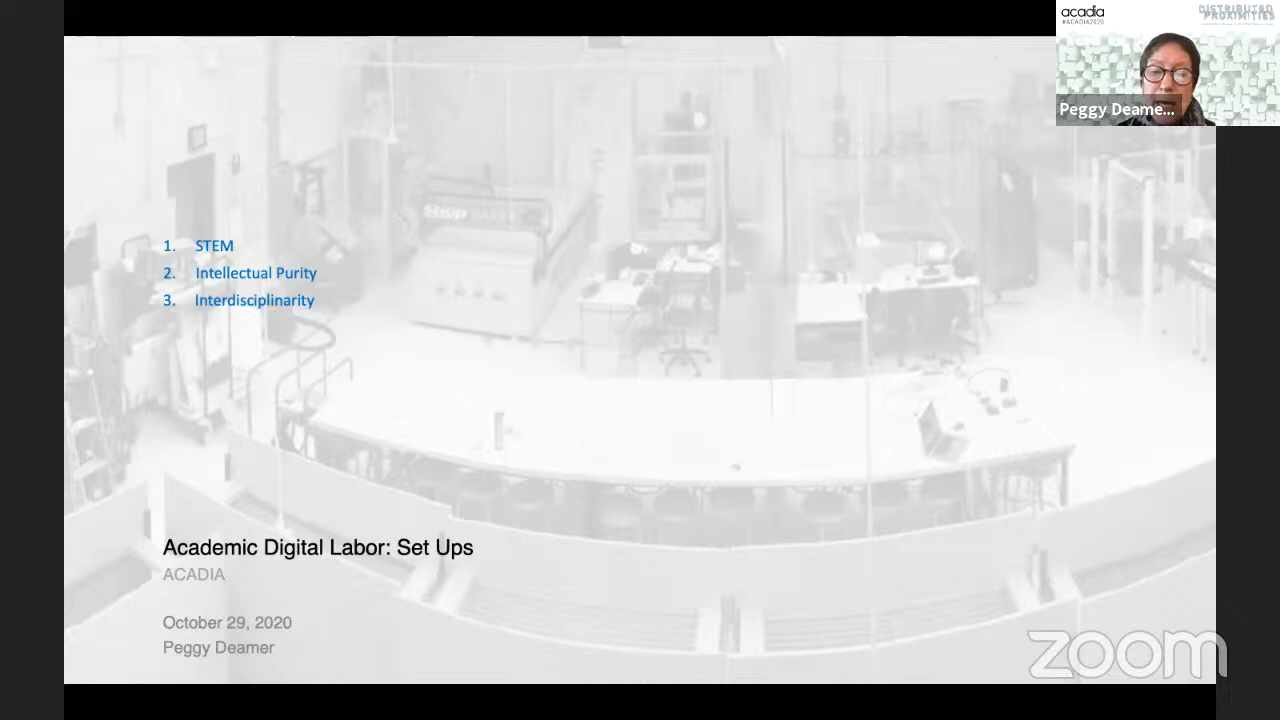 acadia
#ACADIA2020
DISTRIBUTED
PROXIMITIES
Peggy Deame...
1. STEM
2. Intellectual Purity
3. Interdisciplinarity
Academic Digital Labor: Set Ups
ACADIA
October 29, 2020
Peggy Deamer
zoom